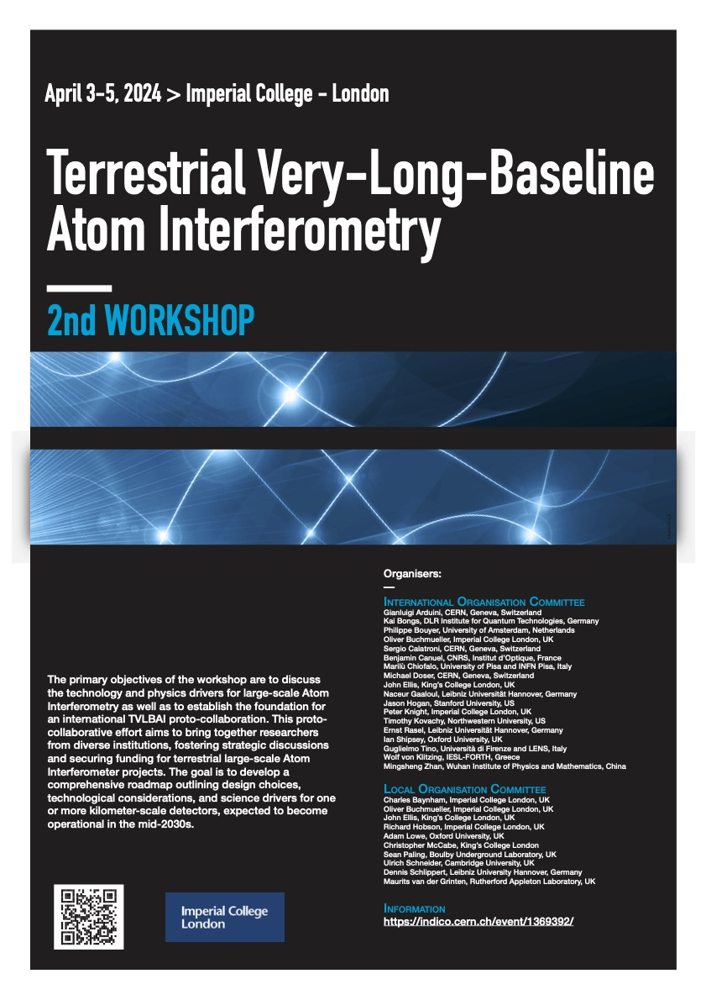 April 3-5, 2024 > Imperial College - London
Terrestrial Very-Long-Baseline
Atom Interferometry
2nd WORKSHOP
The primary objectives of the workshop are to discuss
the technology and physics drivers for large-scale Atom
Interferometry as well as to establish the foundation for
an international TVLBAI proto-collaboration. This proto-
collaborative effort aims to bring together researchers
from diverse institutions, fostering strategic discussions
and securing funding for terrestrial large-scale Atom
Interferometer projects. The goal is to develop a
comprehensive roadmap outlining design choices,
technological considerations, and science drivers for one
or more kilometer-scale detectors, expected to become
operational in the mid-2030s.
Imperial College
London
Organisers:
International Organisation Committee
Gianluigi Arduini, CERN, Geneva, Switzerland
Kai Bongs, DLR Institute for Quantum Technologies, Germany
Philippe Bouyer, University of Amsterdam, Netherlands
Oliver Buchmueller, Imperial College London, UK
Sergio Calatroni, CERN, Geneva, Switzerland
Benjamin Canuel, CNRS, Institut d'Optique, France
Marilù Chiofalo, University of Pisa and INFN Pisa, Italy
Michael Doser, CERN, Geneva, Switzerland
John Ellis, King's College London, UK
Naceur Gaaloul, Leibniz Universität Hannover, Germany
Jason Hogan, Stanford University, US
Peter Knight, Imperial College London, UK
Timothy Kovachy, Northwestern University, US
Ernst Rasel, Leibniz Universität Hannover, Germany
Ian Shipsey, Oxford University, UK
Guglielmo Tino, Università di Firenze and LENS, Italy
Wolf von Klitzing, IESL-FORTH, Greece
Mingsheng Zhan, Wuhan Institute of Physics and Mathematics, China
Local Organisation Committee
Charles Baynham, Imperial College London, UK
Oliver Buchmueller, Imperial College London, UK
John Ellis, King's College London, UK
Richard Hobson, Imperial College London, UK
Adam Lowe, Oxford University, UK
Christopher McCabe, King's College London
Sean Paling, Boulby Underground Laboratory, UK
Ulrich Schneider, Cambridge University, UK
Dennis Schlippert, Leibniz University Hannover, Germany
Maurits van der Grinten, Rutherford Appleton Laboratory, UK
Information
https://indico.cern.ch/event/1369392/